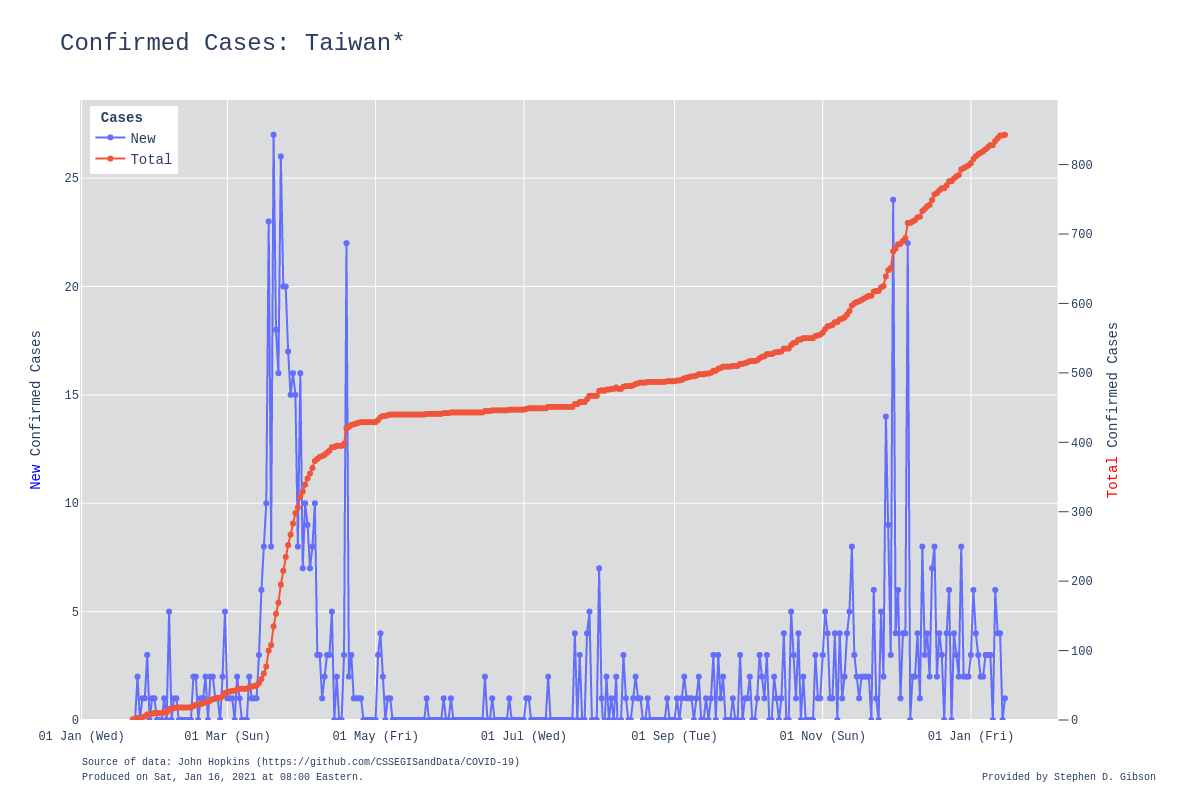 Confirmed Cases: Taiwan*
Cases
New
Total
25
20
15
10
5
0
800
700
600
500
400
300
200
100
0
New Confirmed Cases
Total Confirmed Cases
01 Jan (Wed) 01 Mar (Sun) 01 May (Fri) 01 Jul (Wed) 01 Sep (Tue) 01 Nov (Sun) 01 Jan (Fri)
Source of data: John Hopkins (https://github.com/CSSEGISandData/COVID-19)
Produced on Sat, Jan 16, 2021 at 08:00 Eastern.
Provided by Stephen D. Gibson